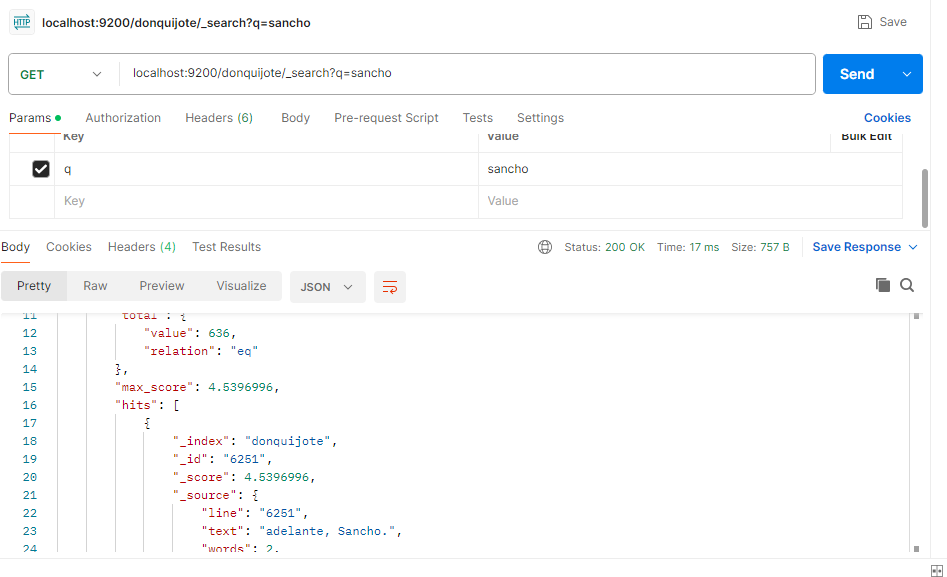 HTTP localhost:9200/donquijote/_search?q=sancho Save
GET localhost:9200/donquijote/_search?q=sancho Send
Params Authorization Headers (6) Body Pre-request Script Tests Settings Cookies
Key Value Bulk Edit
q sancho
Key Value
Body Cookies Headers (4) Test Results Status: 200 OK Time: 17 ms Size: 757 B Save Response
Pretty Raw Preview Visualize JSON
11 "total": {
12 "value": 636,
13 "relation": "eq"
14 },
15 "max_score": 4.5396996,
16 "hits": [
17 {
18 "_index": "donquijote",
19 "_id": "6251",
20 "_score": 4.5396996,
21 "_source": {
22 "line": "6251",
23 "text": "adelante, Sancho.",
24 "words": 2,